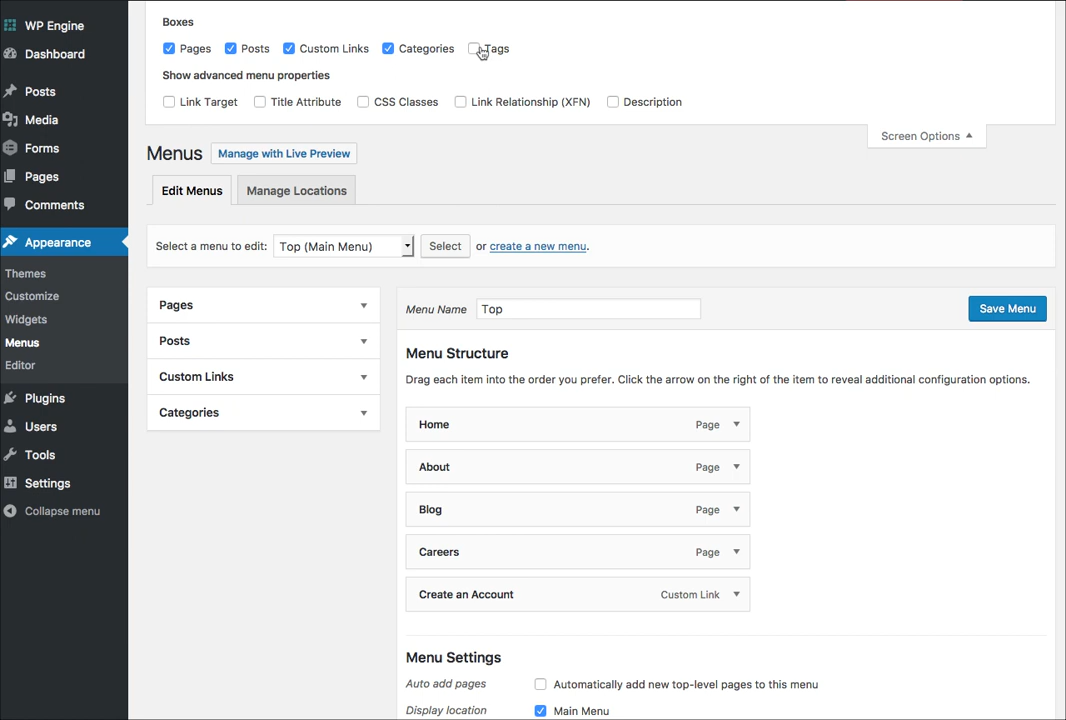 WP Engine
Dashboard
Posts
Media
Forms
Pages
Comments
Appearance
Themes
Customize
Widgets
Menus
Editor
Plugins
Users
Tools
Settings
Collapse menu
Boxes
Pages Posts Custom Links Categories Tags
Show advanced menu properties
Link Target Title Attribute CSS Classes Link Relationship (XFN) Description
Screen Options
Menus Manage with Live Preview
Edit Menus Manage Locations
Select a menu to edit: Top (Main Menu) Select or create a new menu.
Pages
Posts
Custom Links
Categories
Menu Name Top Save Menu
Menu Structure
Drag each item into the order you prefer. Click the arrow on the right of the item to reveal additional configuration options.
Home Page
About Page
Blog Page
Careers Page
Create an Account Custom Link
Menu Settings
Auto add pages Automatically add new top-level pages to this menu
Display location Main Menu